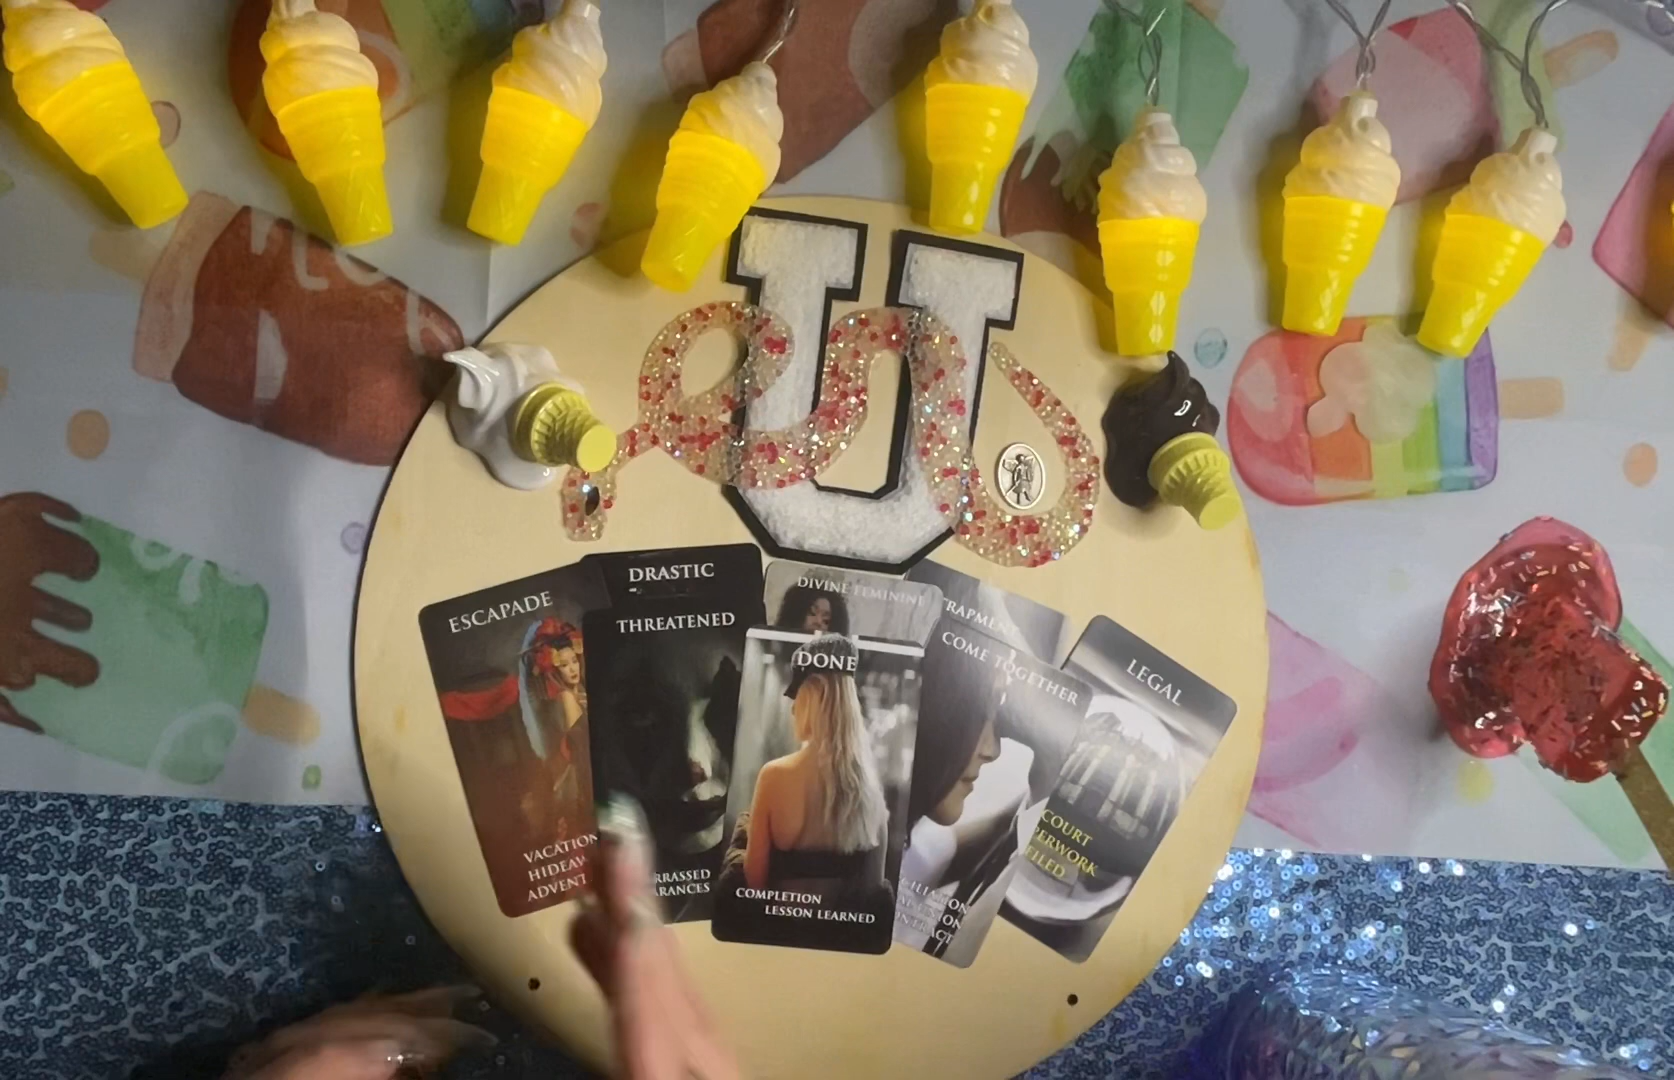 U
ESCAPADE
VACATION
DRASTIC
THREATENED
DIVINE FEMININE
DONE
COMPLETION
LESSON LEARNED
COME TOGETHER
LEGAL
COURT
FILED